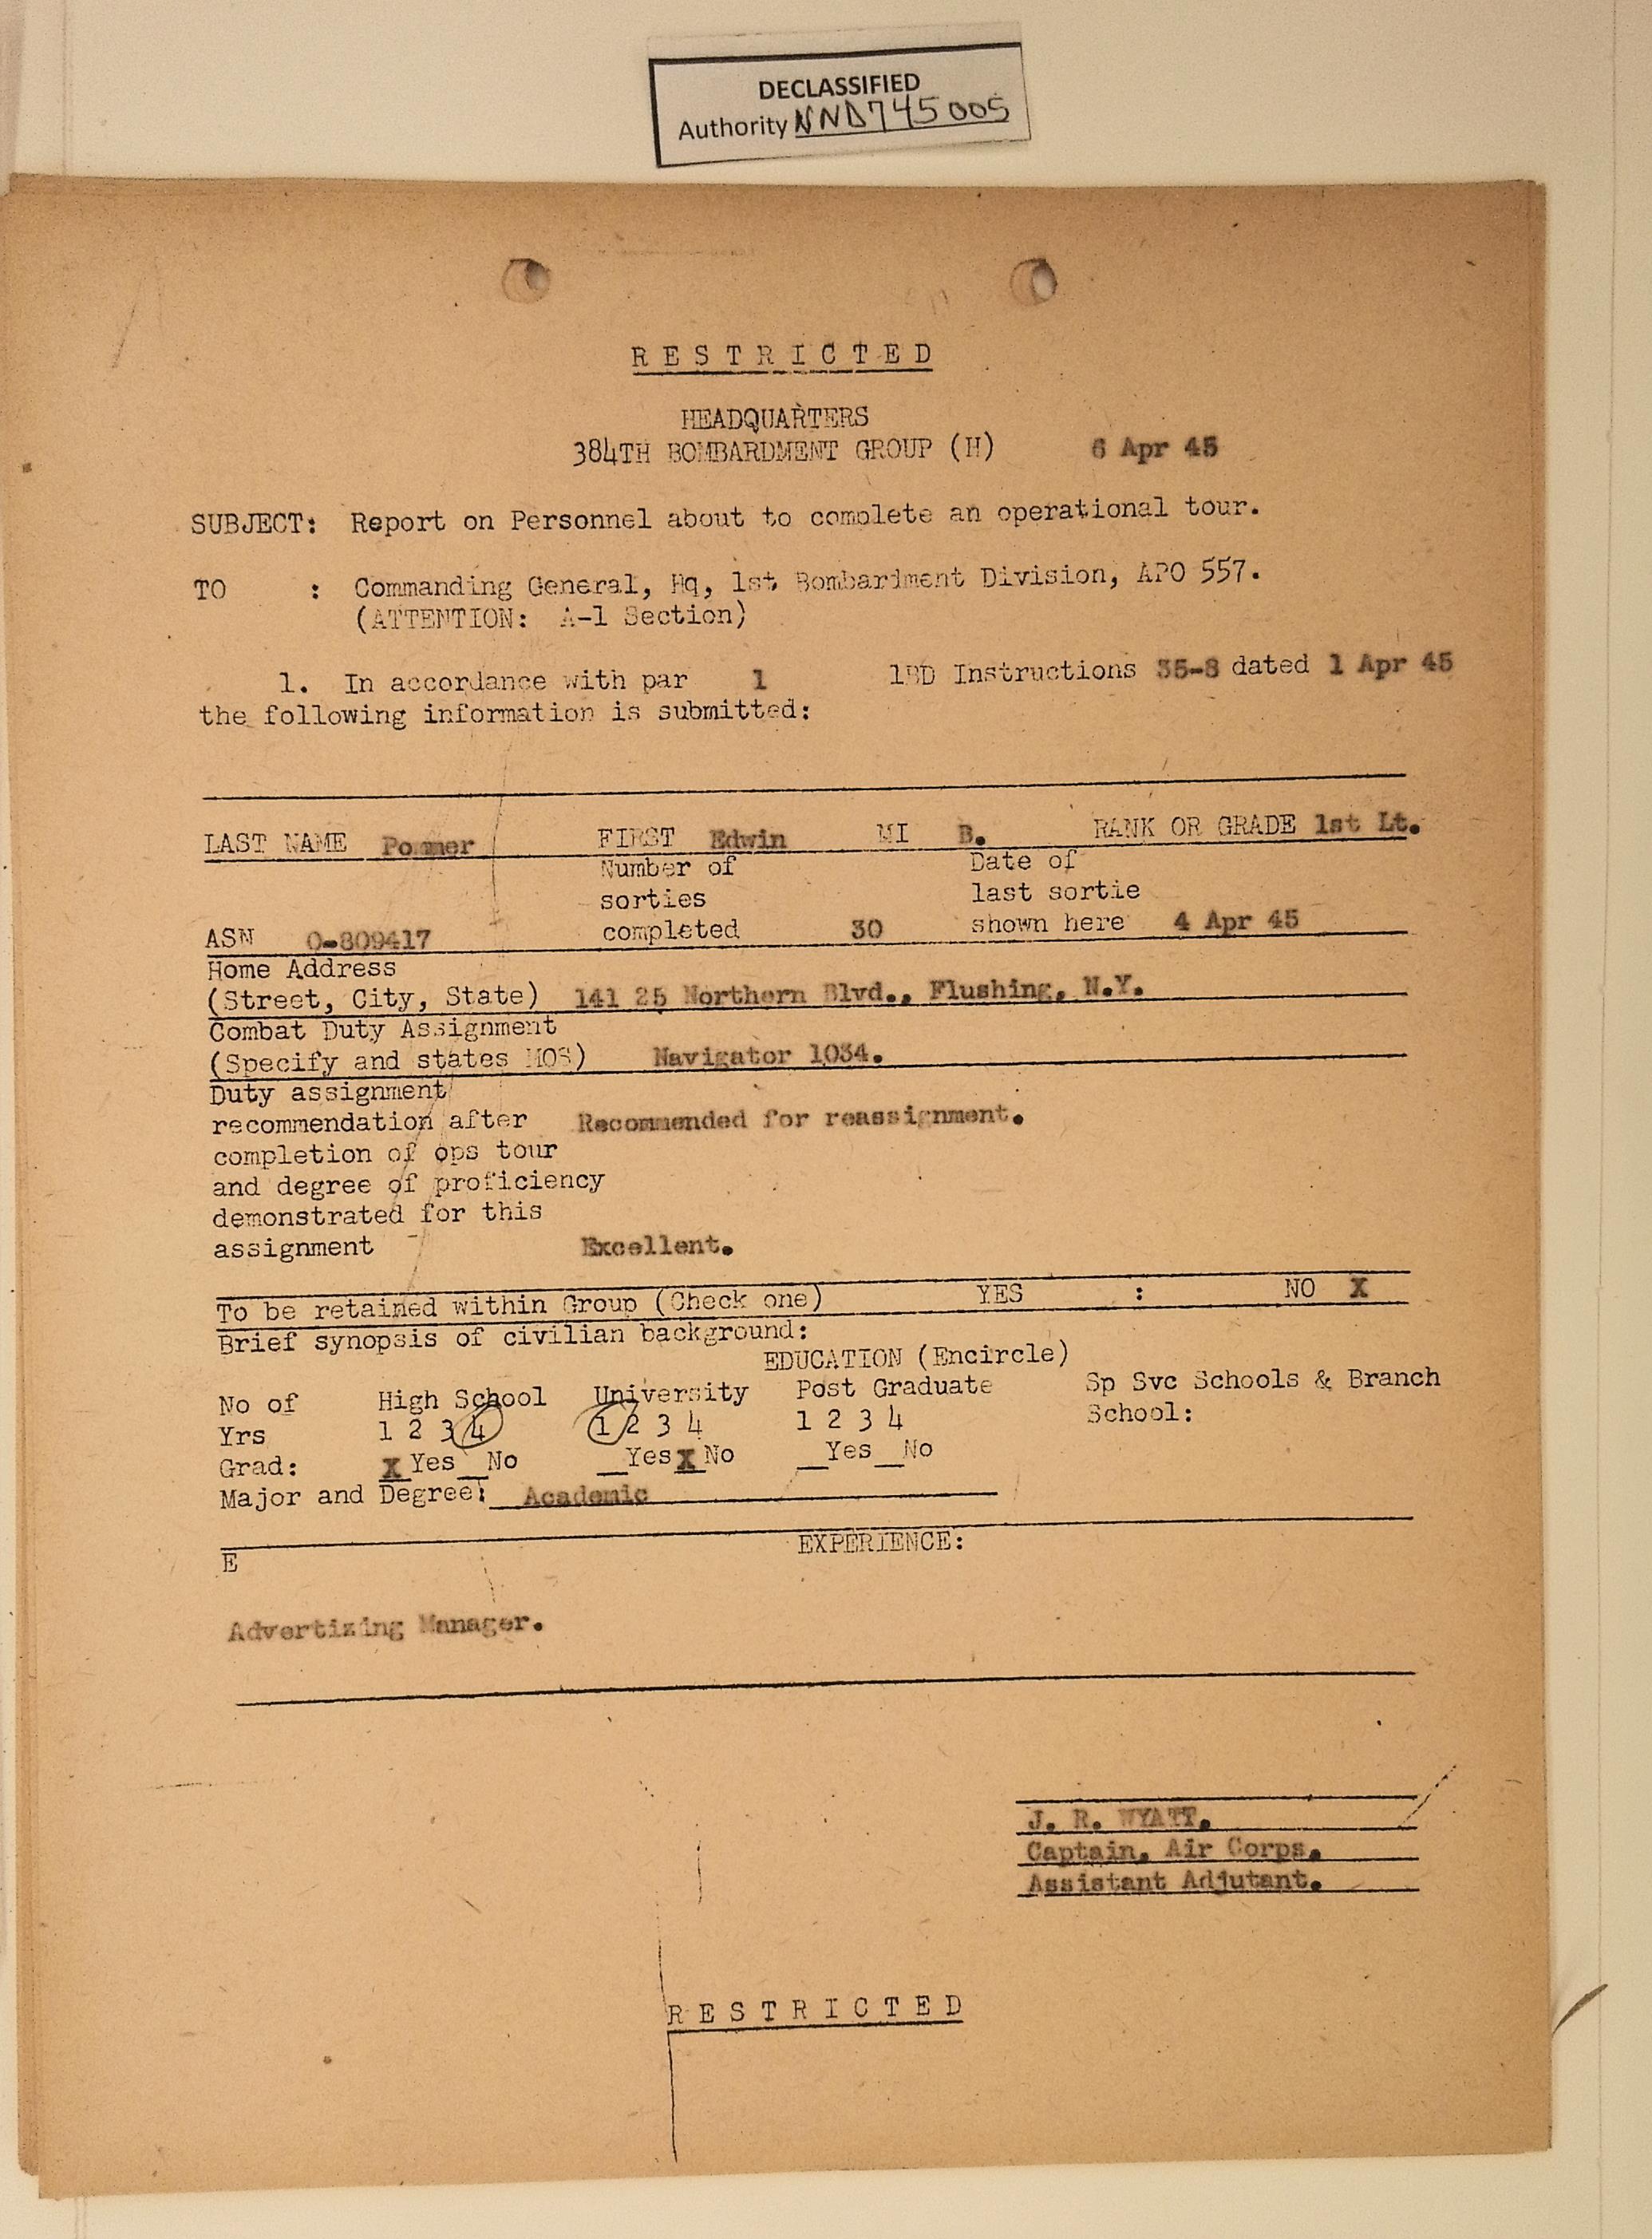 DECLASSIFIED
Authority NND745005
RESTRICTED
HEADQUARTERS
384TH BOMBARDMENT GROUP (H) 6 Apr 45
SUBJECT: Report on Personnel about to complete an operational tour.
TO : Commanding General, Hq, 1st Bombardment Division, APO 557.
(ATTENTION: A-1 Section)
1. In accordance with par 1 1BD Instructions 35-8 dated 1 Apr 45
the following information is submitted:
LAST NAME Pommer FIRST Edwin MI B. RANK OR GRADE 1st Lt.
Number of Date of
sorties last sortie
ASN O-809417 completed 30 shown here 4 Apr 45
Home Address
(Street, City, State) 141 25 Northern Blvd., Flushing, N.Y.
Combat Duty Assignment
(Specify and states MOS) Navigator 1034.
Duty assignment
recommendation after Recommended for reassignment.
completion of ops tour
and degree of proficiency
demonstrated for this
assignment Excellent.
To be retained within Group (Check one) YES : NO X
Brief synopsis of civilian background:
EDUCATION (Encircle)
No of High School University Post Graduate Sp Svc Schools & Branch
Yrs 1 2 3 4 1 2 3 4 1 2 3 4 School:
Grad: X Yes__No __Yes X No __Yes__No
Major and Degree: Academic
EXPERIENCE:
E
Advertizing Manager.
J. R. WYATT,
Captain, Air Corps,
Assistant Adjutant.
RESTRICTED